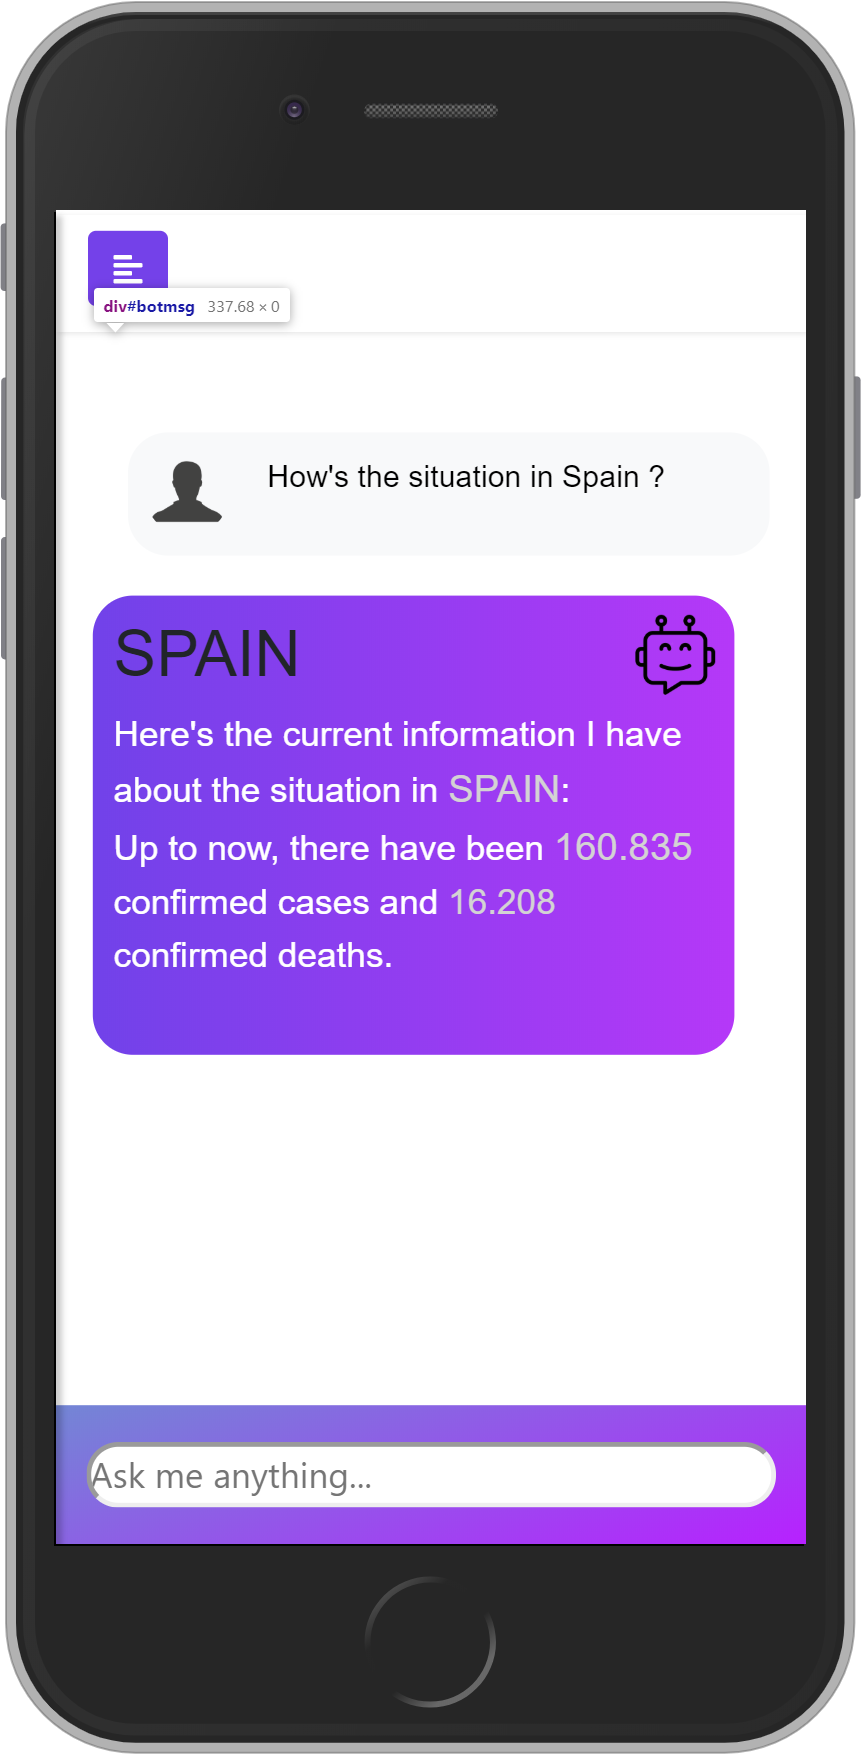 div#botmsg 337.68 × 0
How's the situation in Spain ?
SPAIN
Here's the current information I have
about the situation in SPAIN:
Up to now, there have been 160.835
confirmed cases and 16.208
confirmed deaths.
Ask me anything...